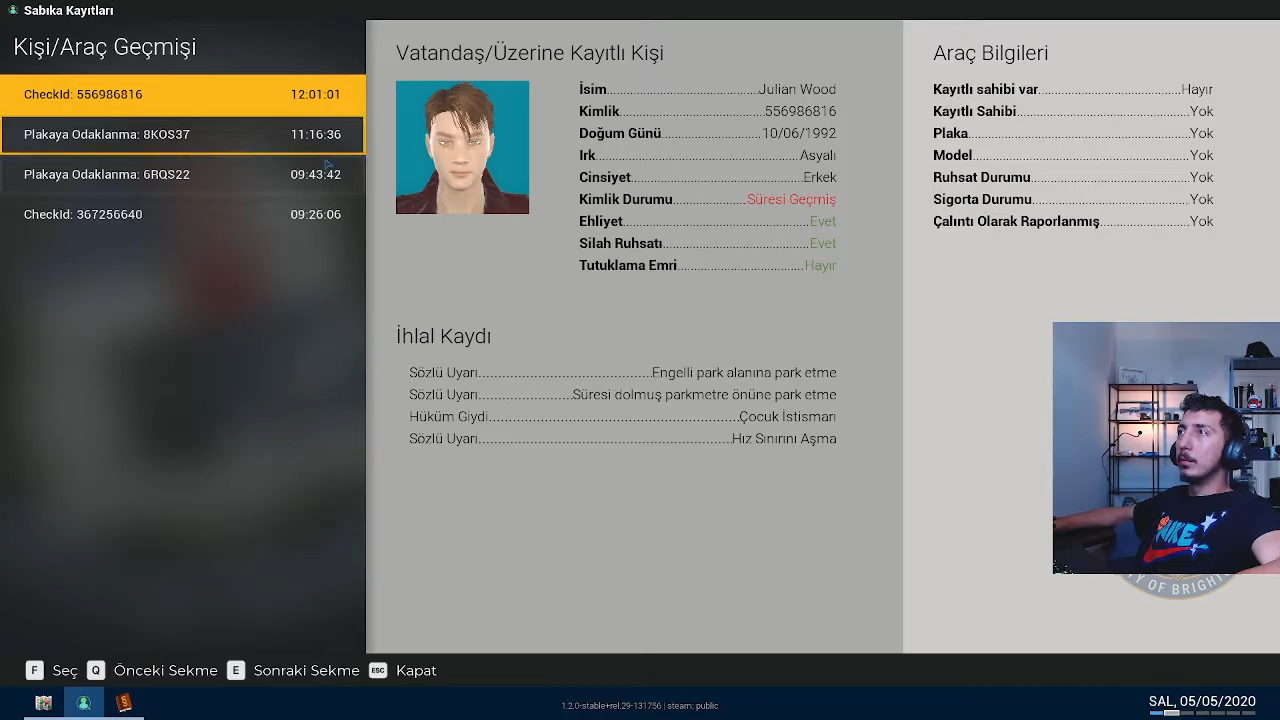 Sabıka Kayıtları
Kişi/Araç Geçmişi
CheckId: 556986816 12:01:01
Plakaya Odaklanma: 8KOS37 11:16:36
Plakaya Odaklanma: 6RQS22 09:43:42
CheckId: 367256640 09:26:06
Vatandaş/Üzerine Kayıtlı Kişi
İsim Julian Wood
Kimlik 556986816
Doğum Günü 10/06/1992
Irk Asyalı
Cinsiyet Erkek
Kimlik Durumu Süresi Geçmiş
Ehliyet Evet
Silah Ruhsatı Evet
Tutuklama Emri Hayır
İhlal Kaydı
Sözlü Uyarı Engelli park alanına park etme
Sözlü Uyarı Süresi dolmuş parkmetre önüne park etme
Hüküm Giydi Çocuk İstismarı
Sözlü Uyarı Hız Sınırını Aşma
Araç Bilgileri
Kayıtlı sahibi var Hayır
Kayıtlı Sahibi Yok
Plaka Yok
Model Yok
Ruhsat Durumu Yok
Sigorta Durumu Yok
Çalıntı Olarak Raporlanmış Yok
NIKE
TY OF BRIGH
F Seç Q Önceki Sekme E Sonraki Sekme ESC Kapat
1.2.0-stable+rel.29-131756 | steam: public
SAL, 05/05/2020